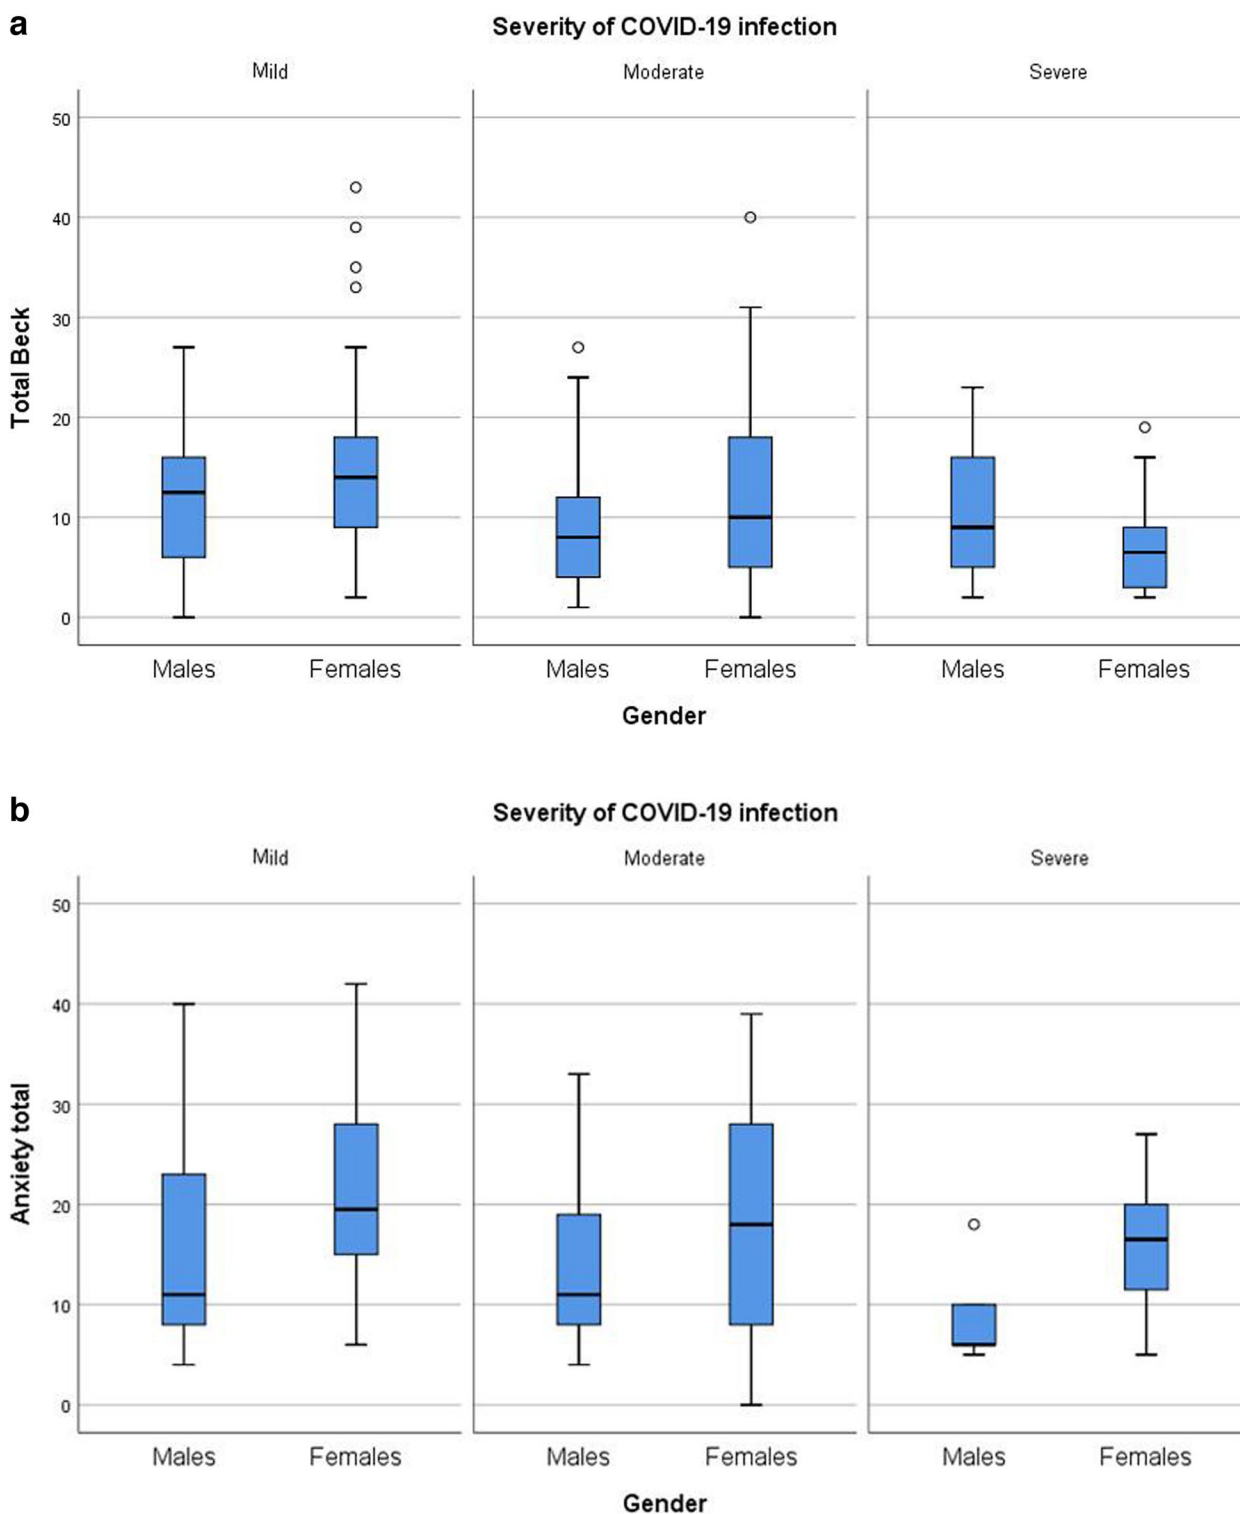 a
Severity of COVID-19 infection
Mild Moderate Severe
Total Beck
50
40
30
20
10
0
Males Females Males Females Males Females
Gender
b
Severity of COVID-19 infection
Mild Moderate Severe
Anxiety total
50
40
30
20
10
0
Males Females Males Females Males Females
Gender